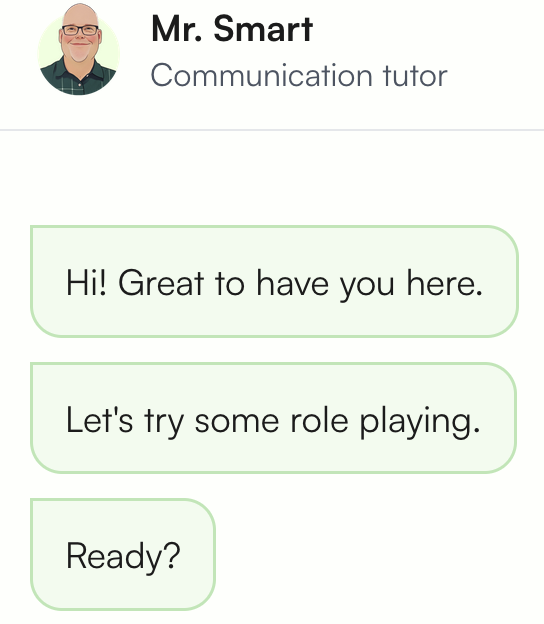 Mr. Smart
Communication tutor
Hi! Great to have you here.
Let's try some role playing.
Ready?